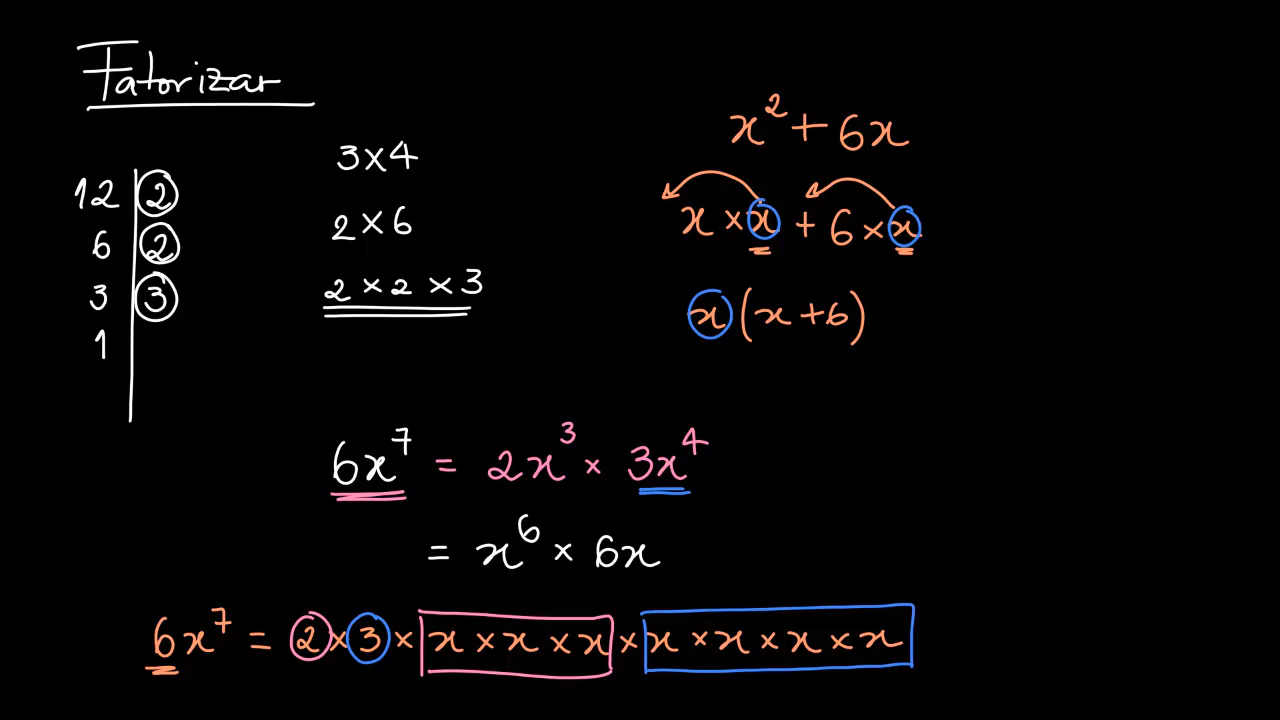 Fatorizar
12 | 2
6 | 2
3 | 3
1 |
3 × 4
2 × 6
2 × 2 × 3
x² + 6x
x × x + 6 × x
x (x + 6)
6x⁷ = 2x³ × 3x⁴
= x⁶ × 6x
6x⁷ = 2 × 3 × x × x × x × x × x × x × x